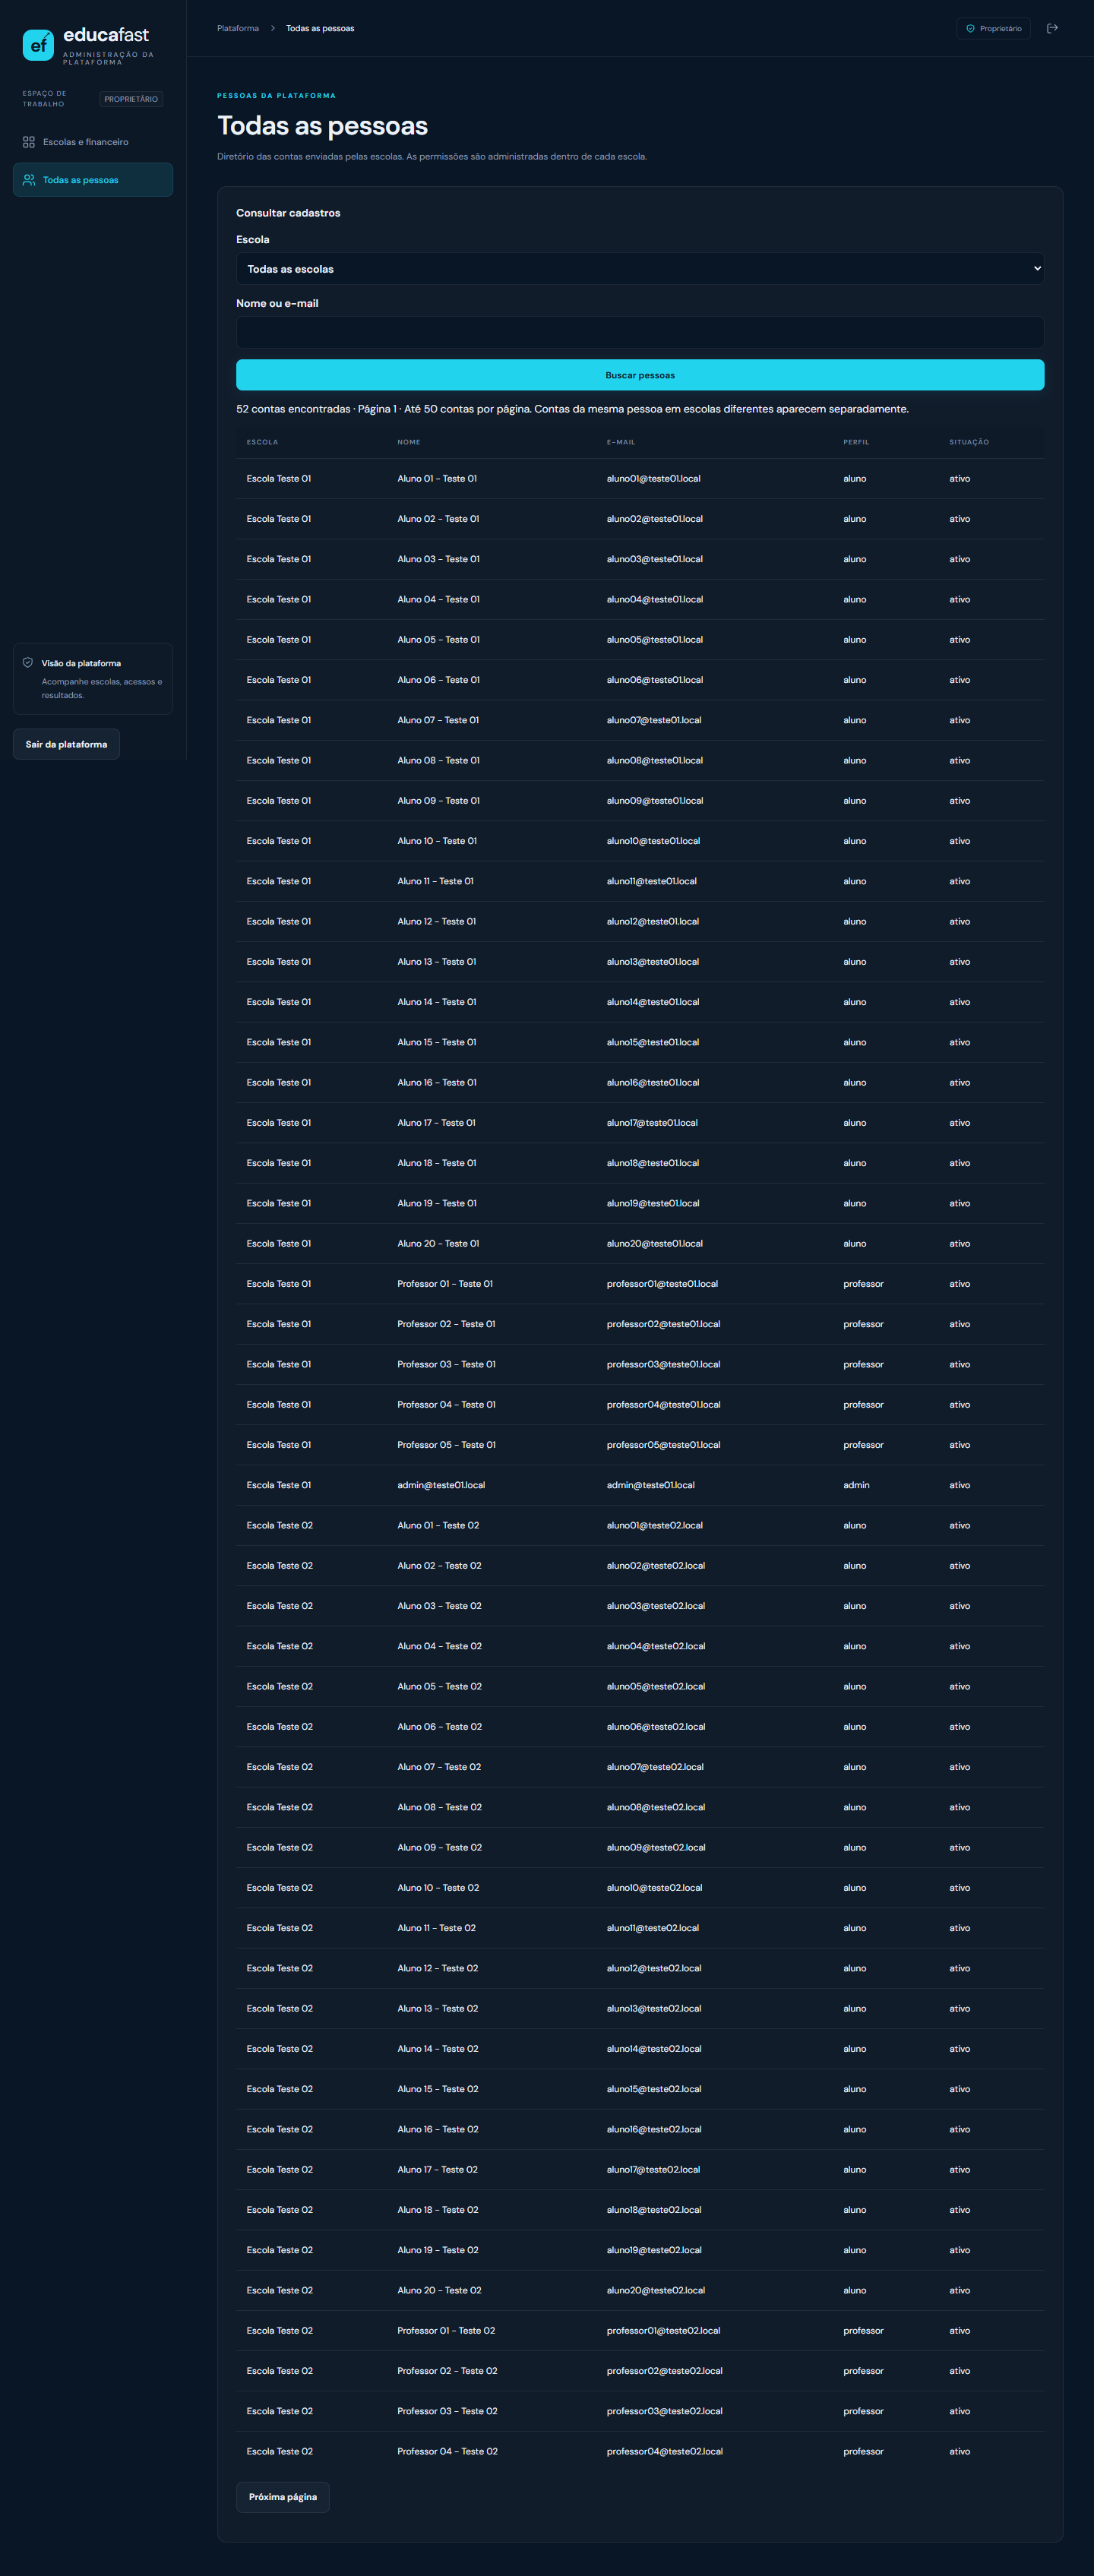 ef educafast
ADMINISTRAÇÃO DA
PLATAFORMA
ESPAÇO DE
TRABALHO
PROPRIETÁRIO
Escolas e financeiro
Todas as pessoas
Visão da plataforma
Acompanhe escolas, acessos e
resultados.
Sair da plataforma
Plataforma > Todas as pessoas
Proprietário
PESSOAS DA PLATAFORMA
Todas as pessoas
Diretório das contas enviadas pelas escolas. As permissões são administradas dentro de cada escola.
Consultar cadastros
Escola
Todas as escolas
Nome ou e-mail
Buscar pessoas
52 contas encontradas · Página 1 · Até 50 contas por página. Contas da mesma pessoa em escolas diferentes aparecem separadamente.
ESCOLA NOME E-MAIL PERFIL SITUAÇÃO
Escola Teste 01 Aluno 01 - Teste 01 aluno01@teste01.local aluno ativo
Escola Teste 01 Aluno 02 - Teste 01 aluno02@teste01.local aluno ativo
Escola Teste 01 Aluno 03 - Teste 01 aluno03@teste01.local aluno ativo
Escola Teste 01 Aluno 04 - Teste 01 aluno04@teste01.local aluno ativo
Escola Teste 01 Aluno 05 - Teste 01 aluno05@teste01.local aluno ativo
Escola Teste 01 Aluno 06 - Teste 01 aluno06@teste01.local aluno ativo
Escola Teste 01 Aluno 07 - Teste 01 aluno07@teste01.local aluno ativo
Escola Teste 01 Aluno 08 - Teste 01 aluno08@teste01.local aluno ativo
Escola Teste 01 Aluno 09 - Teste 01 aluno09@teste01.local aluno ativo
Escola Teste 01 Aluno 10 - Teste 01 aluno10@teste01.local aluno ativo
Escola Teste 01 Aluno 11 - Teste 01 aluno11@teste01.local aluno ativo
Escola Teste 01 Aluno 12 - Teste 01 aluno12@teste01.local aluno ativo
Escola Teste 01 Aluno 13 - Teste 01 aluno13@teste01.local aluno ativo
Escola Teste 01 Aluno 14 - Teste 01 aluno14@teste01.local aluno ativo
Escola Teste 01 Aluno 15 - Teste 01 aluno15@teste01.local aluno ativo
Escola Teste 01 Aluno 16 - Teste 01 aluno16@teste01.local aluno ativo
Escola Teste 01 Aluno 17 - Teste 01 aluno17@teste01.local aluno ativo
Escola Teste 01 Aluno 18 - Teste 01 aluno18@teste01.local aluno ativo
Escola Teste 01 Aluno 19 - Teste 01 aluno19@teste01.local aluno ativo
Escola Teste 01 Aluno 20 - Teste 01 aluno20@teste01.local aluno ativo
Escola Teste 01 Professor 01 - Teste 01 professor01@teste01.local professor ativo
Escola Teste 01 Professor 02 - Teste 01 professor02@teste01.local professor ativo
Escola Teste 01 Professor 03 - Teste 01 professor03@teste01.local professor ativo
Escola Teste 01 Professor 04 - Teste 01 professor04@teste01.local professor ativo
Escola Teste 01 Professor 05 - Teste 01 professor05@teste01.local professor ativo
Escola Teste 01 admin@teste01.local admin@teste01.local admin ativo
Escola Teste 02 Aluno 01 - Teste 02 aluno01@teste02.local aluno ativo
Escola Teste 02 Aluno 02 - Teste 02 aluno02@teste02.local aluno ativo
Escola Teste 02 Aluno 03 - Teste 02 aluno03@teste02.local aluno ativo
Escola Teste 02 Aluno 04 - Teste 02 aluno04@teste02.local aluno ativo
Escola Teste 02 Aluno 05 - Teste 02 aluno05@teste02.local aluno ativo
Escola Teste 02 Aluno 06 - Teste 02 aluno06@teste02.local aluno ativo
Escola Teste 02 Aluno 07 - Teste 02 aluno07@teste02.local aluno ativo
Escola Teste 02 Aluno 08 - Teste 02 aluno08@teste02.local aluno ativo
Escola Teste 02 Aluno 09 - Teste 02 aluno09@teste02.local aluno ativo
Escola Teste 02 Aluno 10 - Teste 02 aluno10@teste02.local aluno ativo
Escola Teste 02 Aluno 11 - Teste 02 aluno11@teste02.local aluno ativo
Escola Teste 02 Aluno 12 - Teste 02 aluno12@teste02.local aluno ativo
Escola Teste 02 Aluno 13 - Teste 02 aluno13@teste02.local aluno ativo
Escola Teste 02 Aluno 14 - Teste 02 aluno14@teste02.local aluno ativo
Escola Teste 02 Aluno 15 - Teste 02 aluno15@teste02.local aluno ativo
Escola Teste 02 Aluno 16 - Teste 02 aluno16@teste02.local aluno ativo
Escola Teste 02 Aluno 17 - Teste 02 aluno17@teste02.local aluno ativo
Escola Teste 02 Aluno 18 - Teste 02 aluno18@teste02.local aluno ativo
Escola Teste 02 Aluno 19 - Teste 02 aluno19@teste02.local aluno ativo
Escola Teste 02 Aluno 20 - Teste 02 aluno20@teste02.local aluno ativo
Escola Teste 02 Professor 01 - Teste 02 professor01@teste02.local professor ativo
Escola Teste 02 Professor 02 - Teste 02 professor02@teste02.local professor ativo
Escola Teste 02 Professor 03 - Teste 02 professor03@teste02.local professor ativo
Escola Teste 02 Professor 04 - Teste 02 professor04@teste02.local professor ativo
Próxima página